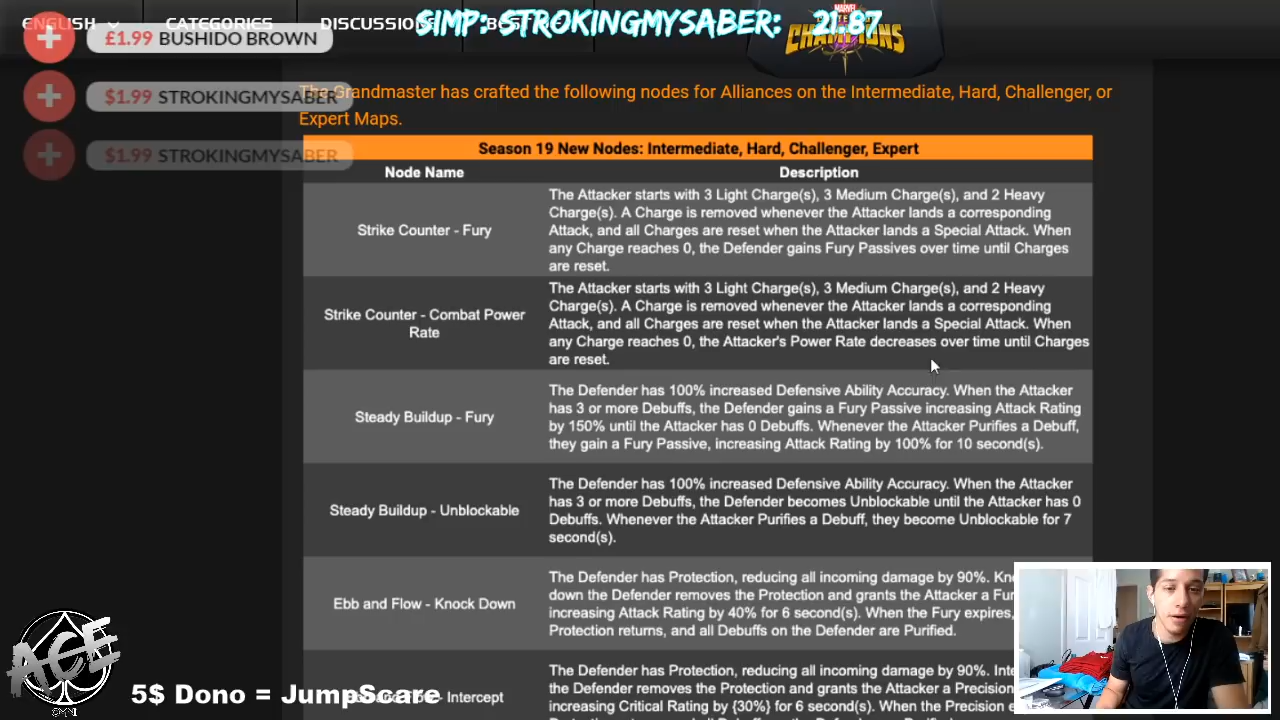 ENGLISH CATEGORIES DISCUSSIONS BEST OF
SIMP: STROKINGMYSABER: 21.87
MARVEL
CHAMPIONS
£1.99 BUSHIDO BROWN
$1.99 STROKINGMYSABER
$1.99 STROKINGMYSABER
The Grandmaster has crafted the following nodes for Alliances on the Intermediate, Hard, Challenger, or
Expert Maps.
Season 19 New Nodes: Intermediate, Hard, Challenger, Expert
Node Name Description
Strike Counter - Fury
The Attacker starts with 3 Light Charge(s), 3 Medium Charge(s), and 2 Heavy
Charge(s). A Charge is removed whenever the Attacker lands a corresponding
Attack, and all Charges are reset when the Attacker lands a Special Attack. When
any Charge reaches 0, the Defender gains Fury Passives over time until Charges
are reset.
Strike Counter - Combat Power
Rate
The Attacker starts with 3 Light Charge(s), 3 Medium Charge(s), and 2 Heavy
Charge(s). A Charge is removed whenever the Attacker lands a corresponding
Attack, and all Charges are reset when the Attacker lands a Special Attack. When
any Charge reaches 0, the Attacker's Power Rate decreases over time until Charges
are reset.
Steady Buildup - Fury
The Defender has 100% increased Defensive Ability Accuracy. When the Attacker
has 3 or more Debuffs, the Defender gains a Fury Passive increasing Attack Rating
by 150% until the Attacker has 0 Debuffs. Whenever the Attacker Purifies a Debuff,
they gain a Fury Passive, increasing Attack Rating by 100% for 10 second(s).
Steady Buildup - Unblockable
The Defender has 100% increased Defensive Ability Accuracy. When the Attacker
has 3 or more Debuffs, the Defender becomes Unblockable until the Attacker has 0
Debuffs. Whenever the Attacker Purifies a Debuff, they become Unblockable for 7
second(s).
Ebb and Flow - Knock Down
The Defender has Protection, reducing all incoming damage by 90%. Kn
down the Defender removes the Protection and grants the Attacker a Fur
increasing Attack Rating by 40% for 6 second(s). When the Fury expires,
Protection returns, and all Debuffs on the Defender are Purified.
- Intercept
The Defender has Protection, reducing all incoming damage by 90%. Inte
the Defender removes the Protection and grants the Attacker a Precision
increasing Critical Rating by {30%} for 6 second(s). When the Precision e
ACE
OMNI
5$ Dono = JumpScare